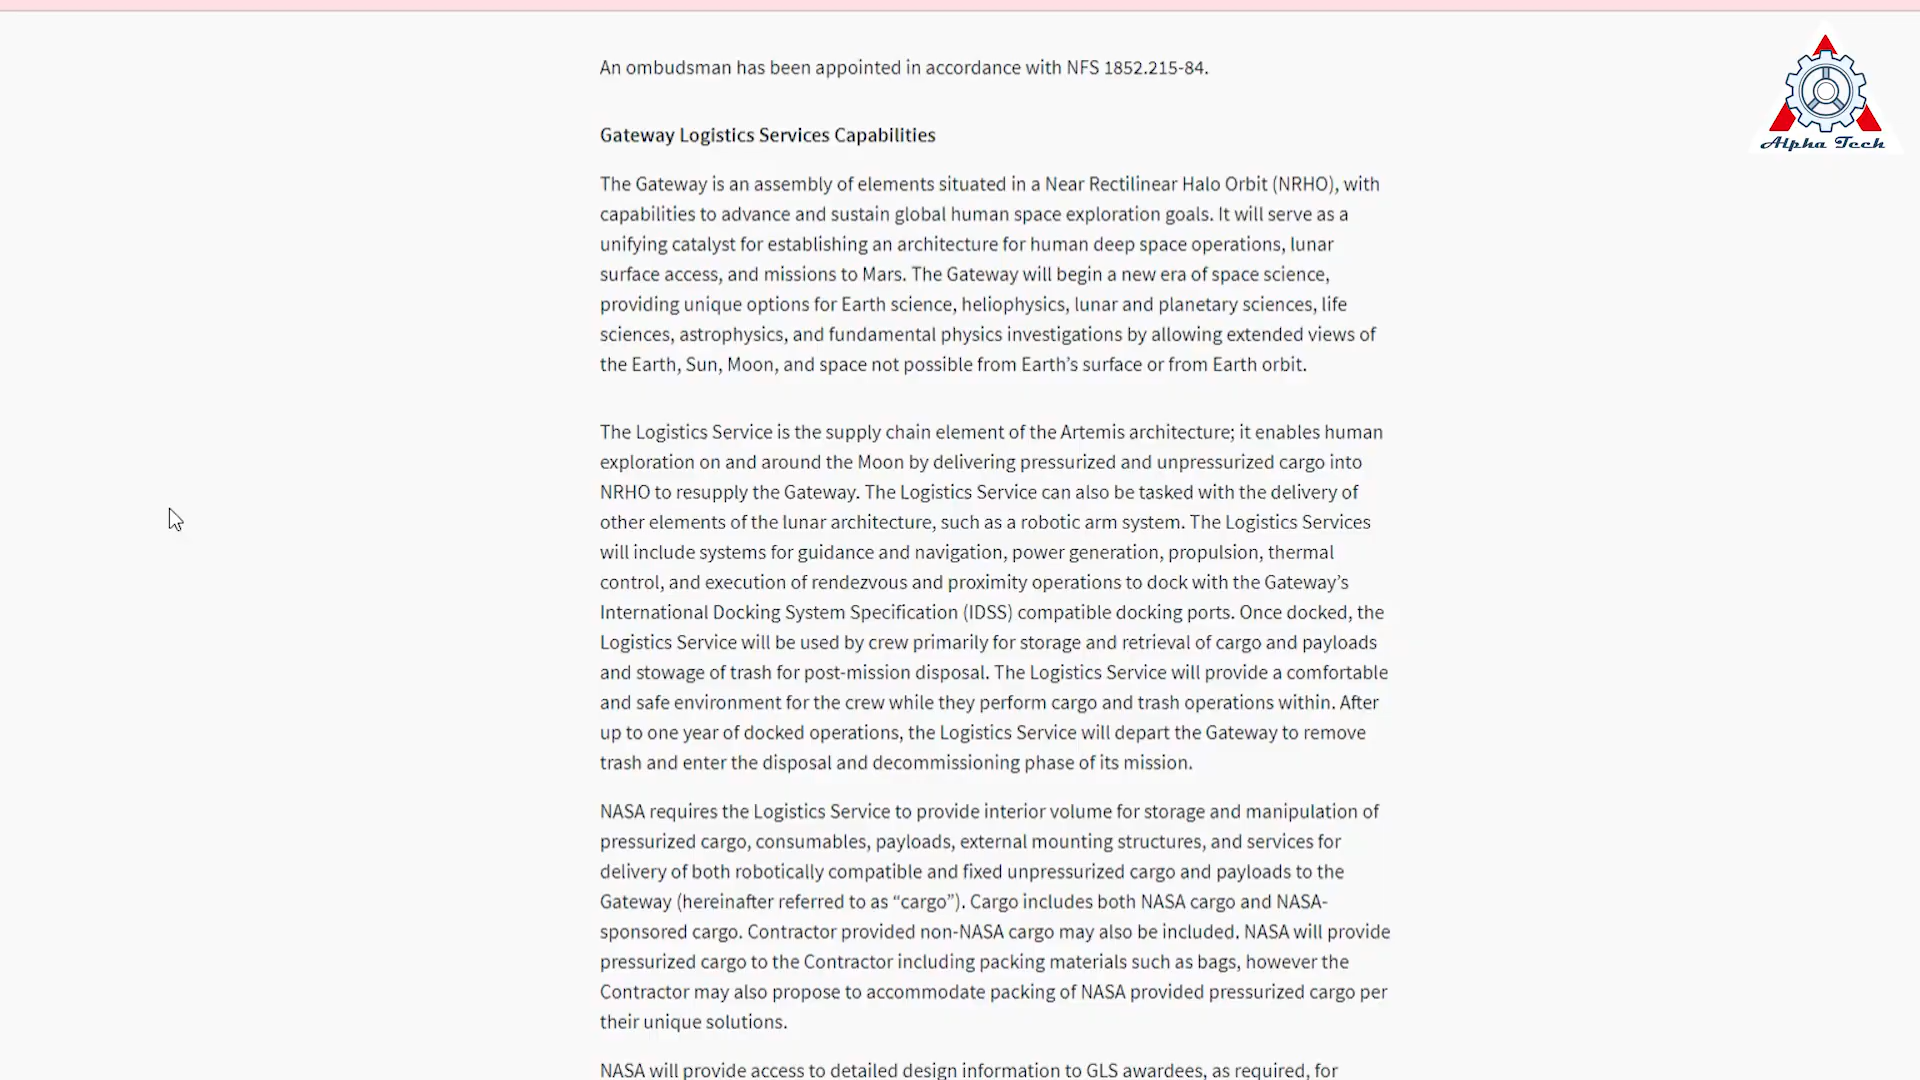 An ombudsman has been appointed in accordance with NFS 1852.215-84.
Gateway Logistics Services Capabilities
The Gateway is an assembly of elements situated in a Near Rectilinear Halo Orbit (NRHO), with
capabilities to advance and sustain global human space exploration goals. It will serve as a
unifying catalyst for establishing an architecture for human deep space operations, lunar
surface access, and missions to Mars. The Gateway will begin a new era of space science,
providing unique options for Earth science, heliophysics, lunar and planetary sciences, life
sciences, astrophysics, and fundamental physics investigations by allowing extended views of
the Earth, Sun, Moon, and space not possible from Earth’s surface or from Earth orbit.
The Logistics Service is the supply chain element of the Artemis architecture; it enables human
exploration on and around the Moon by delivering pressurized and unpressurized cargo into
NRHO to resupply the Gateway. The Logistics Service can also be tasked with the delivery of
other elements of the lunar architecture, such as a robotic arm system. The Logistics Services
will include systems for guidance and navigation, power generation, propulsion, thermal
control, and execution of rendezvous and proximity operations to dock with the Gateway’s
International Docking System Specification (IDSS) compatible docking ports. Once docked, the
Logistics Service will be used by crew primarily for storage and retrieval of cargo and payloads
and stowage of trash for post-mission disposal. The Logistics Service will provide a comfortable
and safe environment for the crew while they perform cargo and trash operations within. After
up to one year of docked operations, the Logistics Service will depart the Gateway to remove
trash and enter the disposal and decommissioning phase of its mission.
NASA requires the Logistics Service to provide interior volume for storage and manipulation of
pressurized cargo, consumables, payloads, external mounting structures, and services for
delivery of both robotically compatible and fixed unpressurized cargo and payloads to the
Gateway (hereinafter referred to as “cargo”). Cargo includes both NASA cargo and NASA-
sponsored cargo. Contractor provided non-NASA cargo may also be included. NASA will provide
pressurized cargo to the Contractor including packing materials such as bags, however the
Contractor may also propose to accommodate packing of NASA provided pressurized cargo per
their unique solutions.
NASA will provide access to detailed design information to GLS awardees, as required, for
Alpha Tech